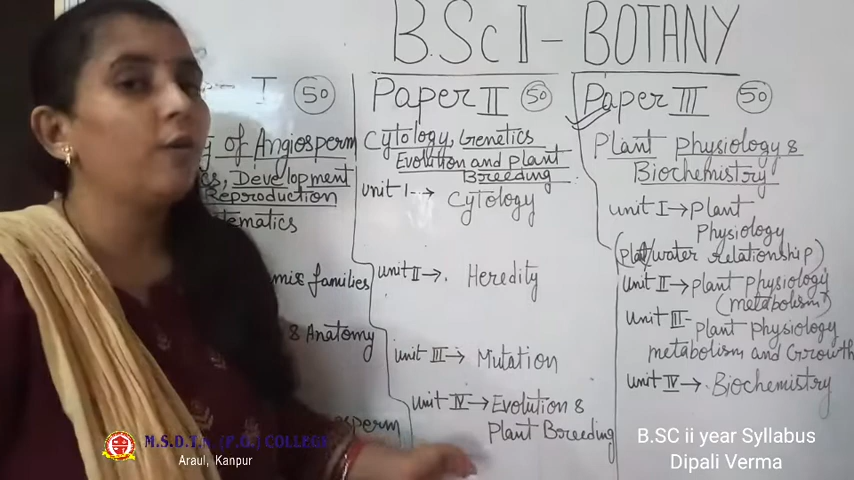 B.Sc II - BOTANY
I 50
y of Angiosperm
cs, Development
Reproduction
tematics
families
& Anatomy
osperm
Paper II 50
Cytology, Genetics
Evolution and Plant
Breeding
unit I → Cytology
unit II → Heredity
unit III → Mutation
unit IV → Evolution &
Plant Breeding
Paper III 50
Plant Physiology &
Biochemistry
unit I → Plant
Physiology
water relationship)
unit II → plant physiology
(metabolism)
unit III - plant physiology
metabolism and Growth
unit IV → Biochemistry
M.S.D.I.A. (P.G.) COLLEGE
Araul, Kanpur
B.SC ii year Syllabus
Dipali Verma